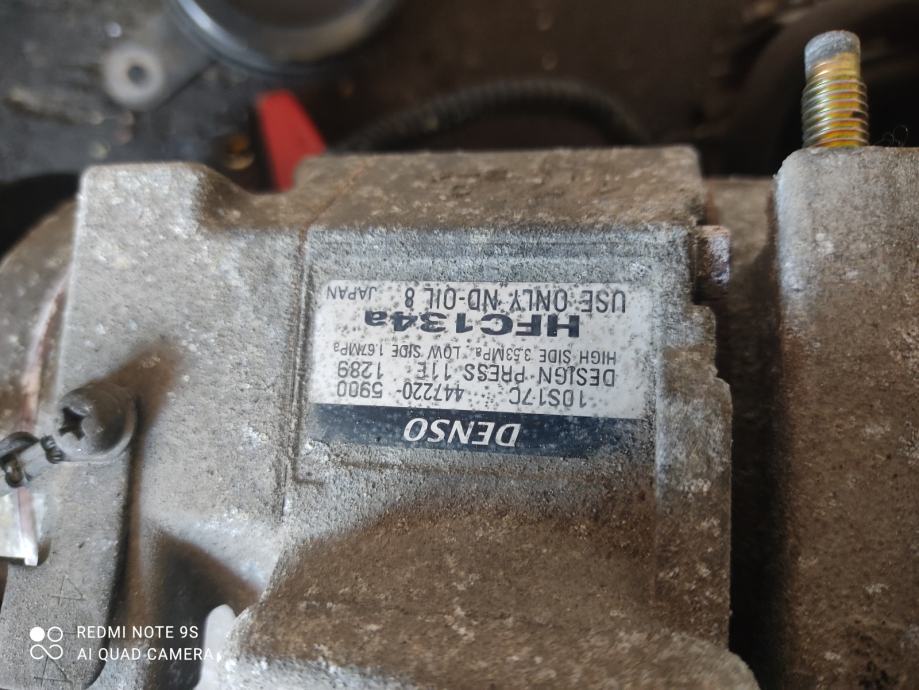 DENSO
10S17C 447220-5900
DESIGN PRESS 11E 1289
HIGH SIDE 3.53MPa, LOW SIDE 1.67MPa
HFC134a
USE ONLY ND-OIL 8 JAPAN
REDMI NOTE 9S
AI QUAD CAMERA